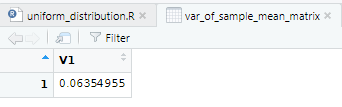 uniform_distribution.R
var_of_sample_mean_matrix
Filter
V1
1 0.06354955